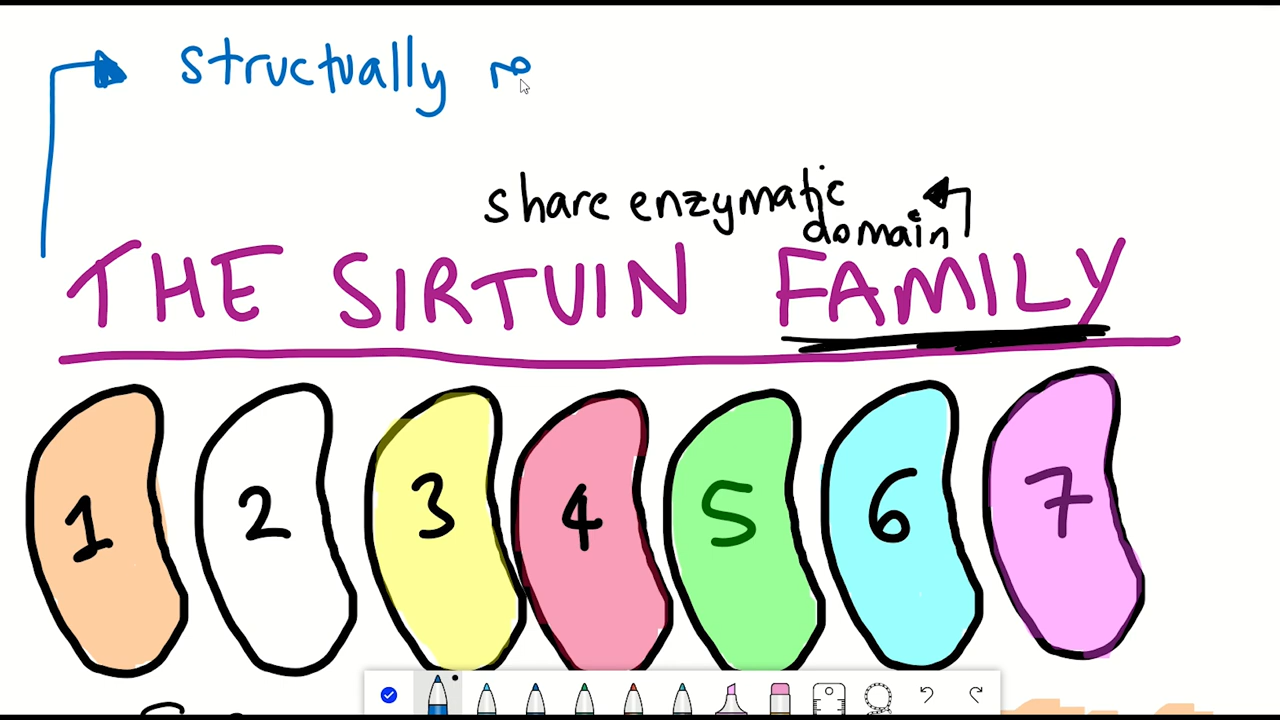 structually
share enzymatic
domain
THE SIRTUIN FAMILY
1 2 3 4 5 6 7